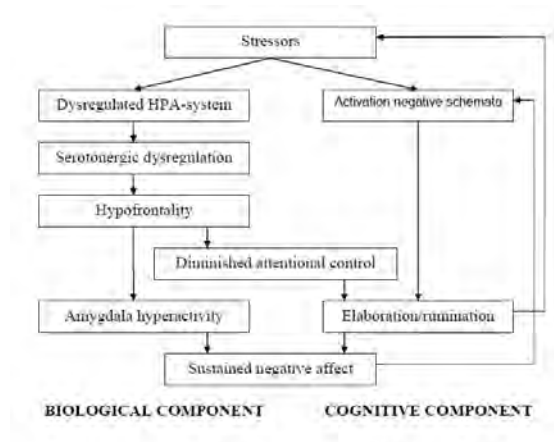 Stressors
Dysregulated HPA-system
Activation negative schemata
Serotonergic dysregulation
Hypofrontality
Diminished attentional control
Amygdala hyperactivity
Elaboration/rumination
Sustained negative affect
BIOLOGICAL COMPONENT
COGNITIVE COMPONENT